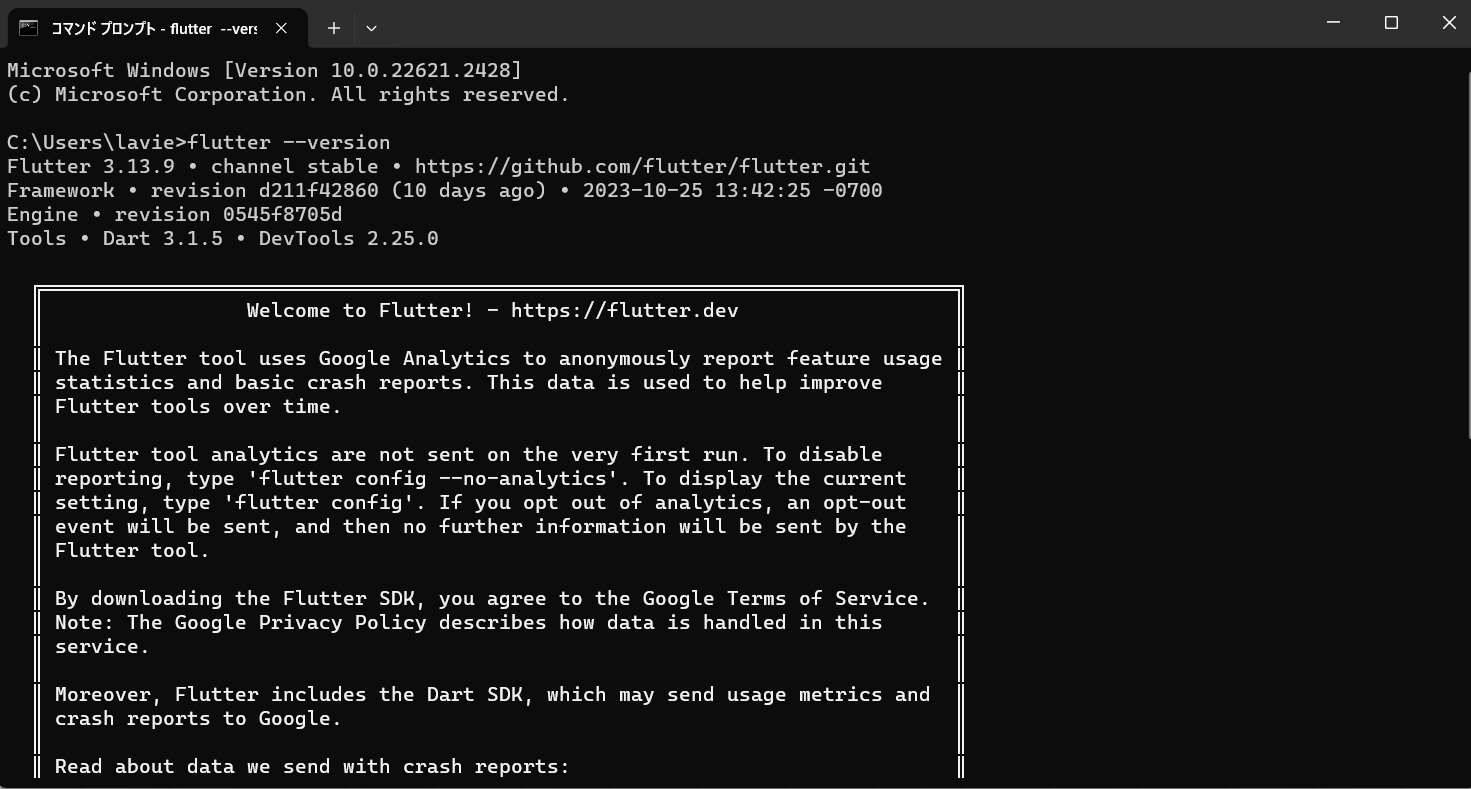 コマンド プロンプト - flutter --vers
Microsoft Windows [Version 10.0.22621.2428]
(c) Microsoft Corporation. All rights reserved.
C:\Users\lavie>flutter --version
Flutter 3.13.9 • channel stable • https://github.com/flutter/flutter.git
Framework • revision d211f42860 (10 days ago) • 2023-10-25 13:42:25 -0700
Engine • revision 0545f8705d
Tools • Dart 3.1.5 • DevTools 2.25.0
Welcome to Flutter! - https://flutter.dev
The Flutter tool uses Google Analytics to anonymously report feature usage
statistics and basic crash reports. This data is used to help improve
Flutter tools over time.
Flutter tool analytics are not sent on the very first run. To disable
reporting, type 'flutter config --no-analytics'. To display the current
setting, type 'flutter config'. If you opt out of analytics, an opt-out
event will be sent, and then no further information will be sent by the
Flutter tool.
By downloading the Flutter SDK, you agree to the Google Terms of Service.
Note: The Google Privacy Policy describes how data is handled in this
service.
Moreover, Flutter includes the Dart SDK, which may send usage metrics and
crash reports to Google.
Read about data we send with crash reports: